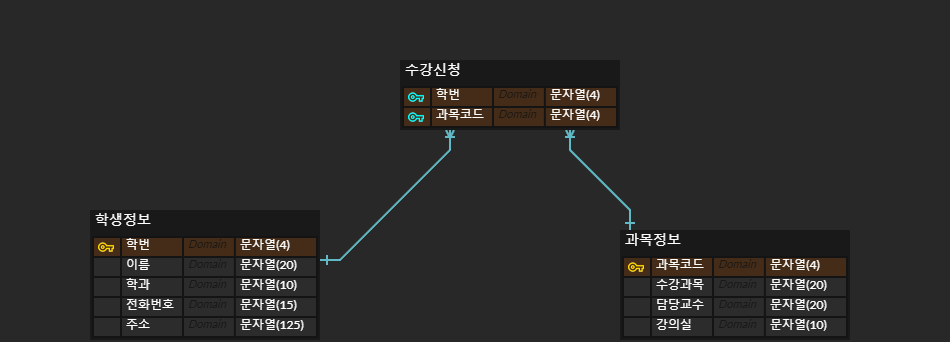 수강신청
학번 Domain 문자열(4)
과목코드 Domain 문자열(4)
학생정보
학번 Domain 문자열(4)
이름 Domain 문자열(20)
학과 Domain 문자열(10)
전화번호 Domain 문자열(15)
주소 Domain 문자열(125)
과목정보
과목코드 Domain 문자열(4)
수강과목 Domain 문자열(20)
담당교수 Domain 문자열(20)
강의실 Domain 문자열(10)